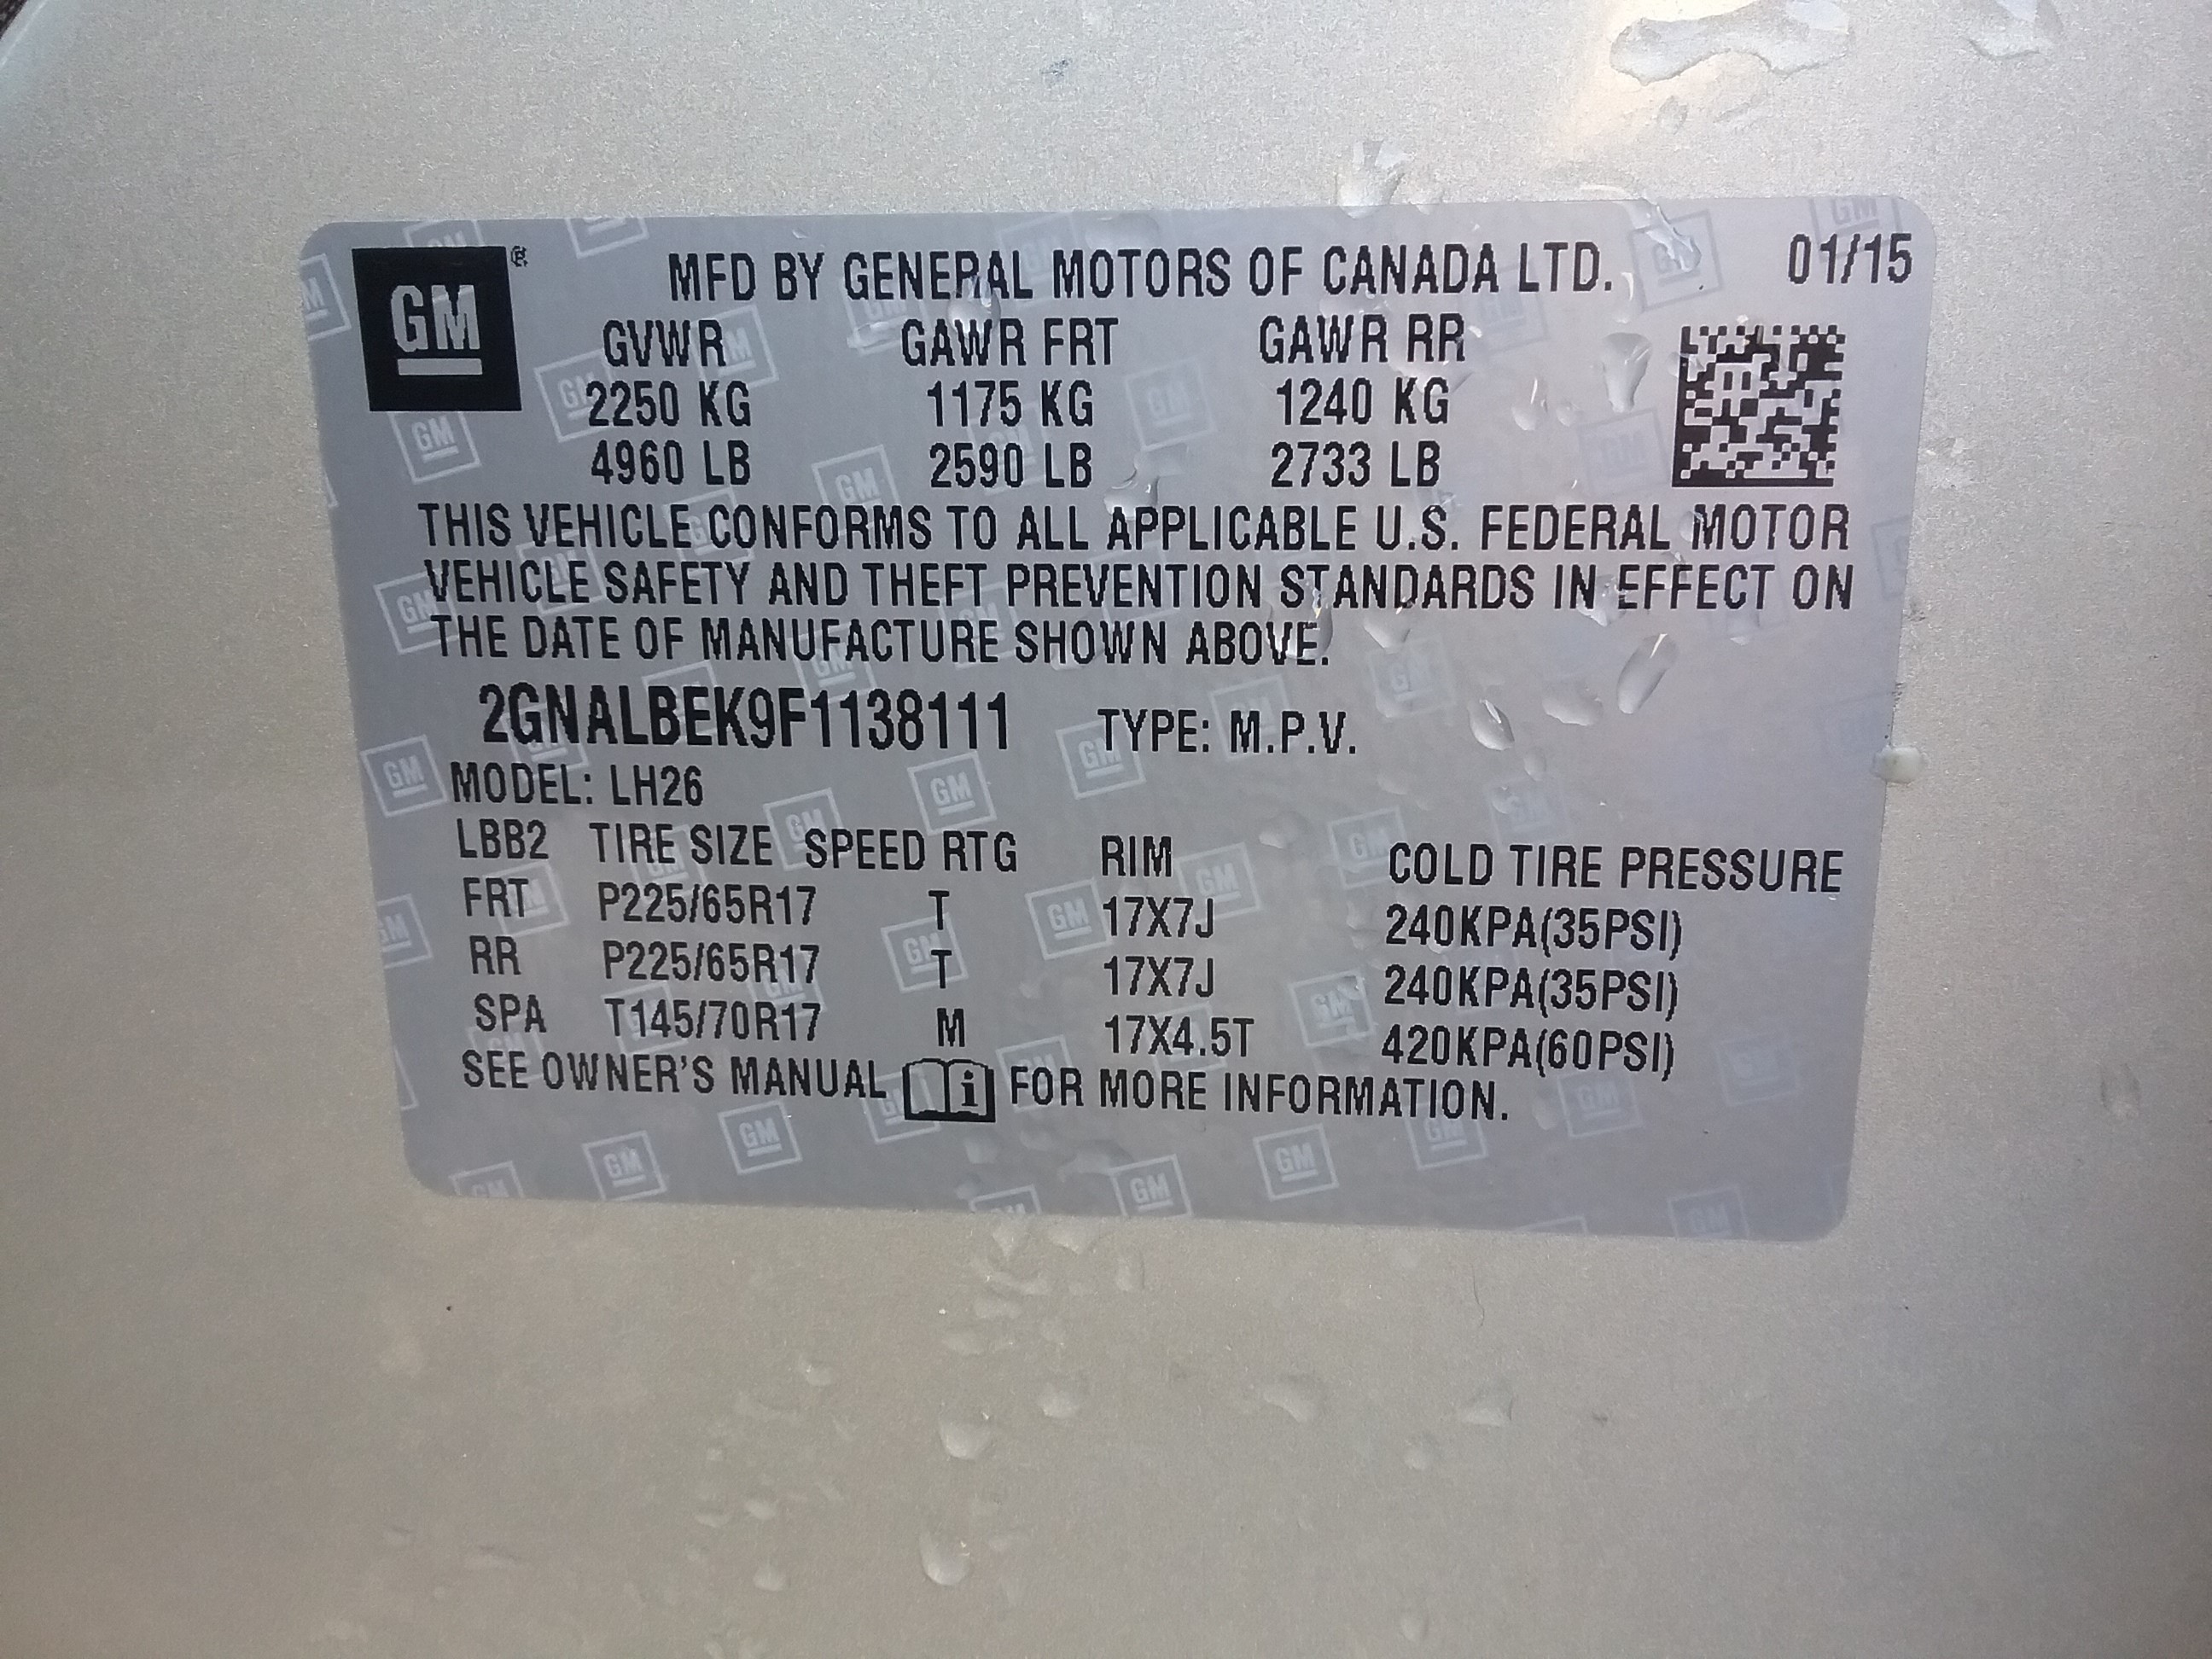 GM ®
MFD BY GENERAL MOTORS OF CANADA LTD. 01/15
GVWR GAWR FRT GAWR RR
2250 KG 1175 KG 1240 KG
4960 LB 2590 LB 2733 LB
THIS VEHICLE CONFORMS TO ALL APPLICABLE U.S. FEDERAL MOTOR
VEHICLE SAFETY AND THEFT PREVENTION STANDARDS IN EFFECT ON
THE DATE OF MANUFACTURE SHOWN ABOVE.
2GNALBEK9F1138111 TYPE: M.P.V.
MODEL: LH26
LBB2 TIRE SIZE SPEED RTG RIM COLD TIRE PRESSURE
FRT P225/65R17 T 17X7J 240KPA(35PSI)
RR P225/65R17 T 17X7J 240KPA(35PSI)
SPA T145/70R17 M 17X4.5T 420KPA(60PSI)
SEE OWNER'S MANUAL i FOR MORE INFORMATION.